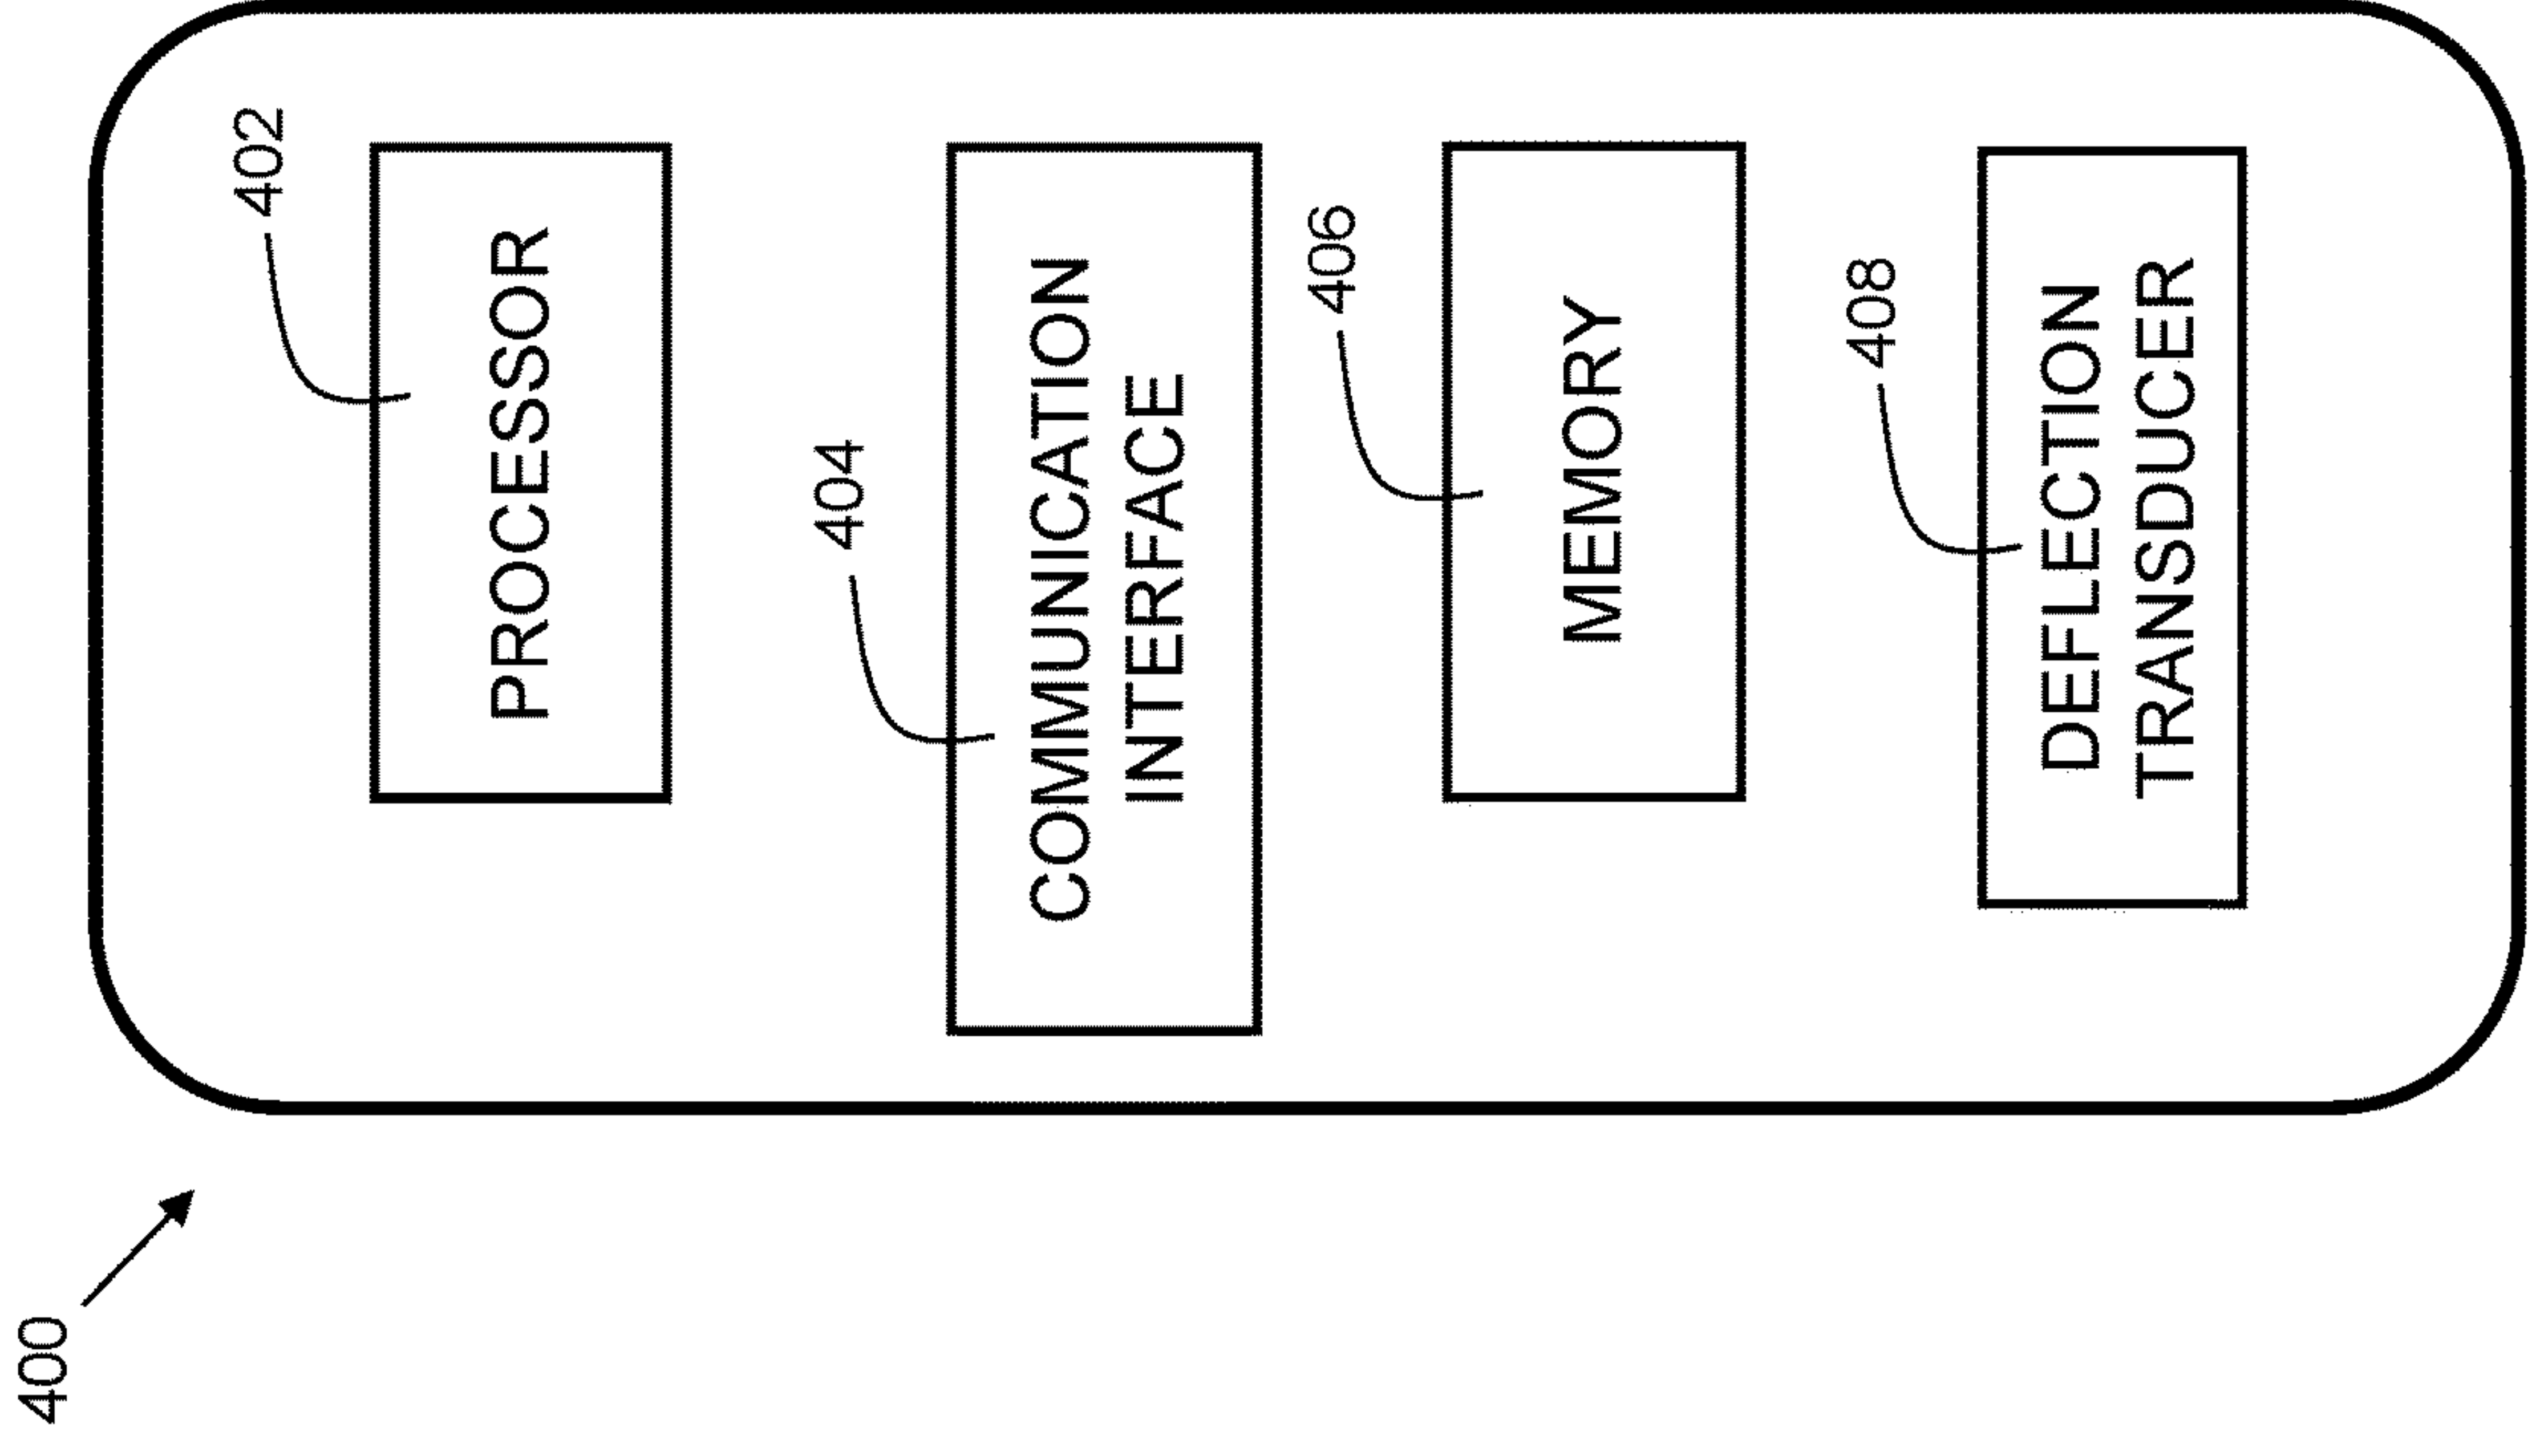 400
402
PROCESSOR
404
COMMUNICATION
INTERFACE
406
MEMORY
408
DEFLECTION
TRANSDUCER